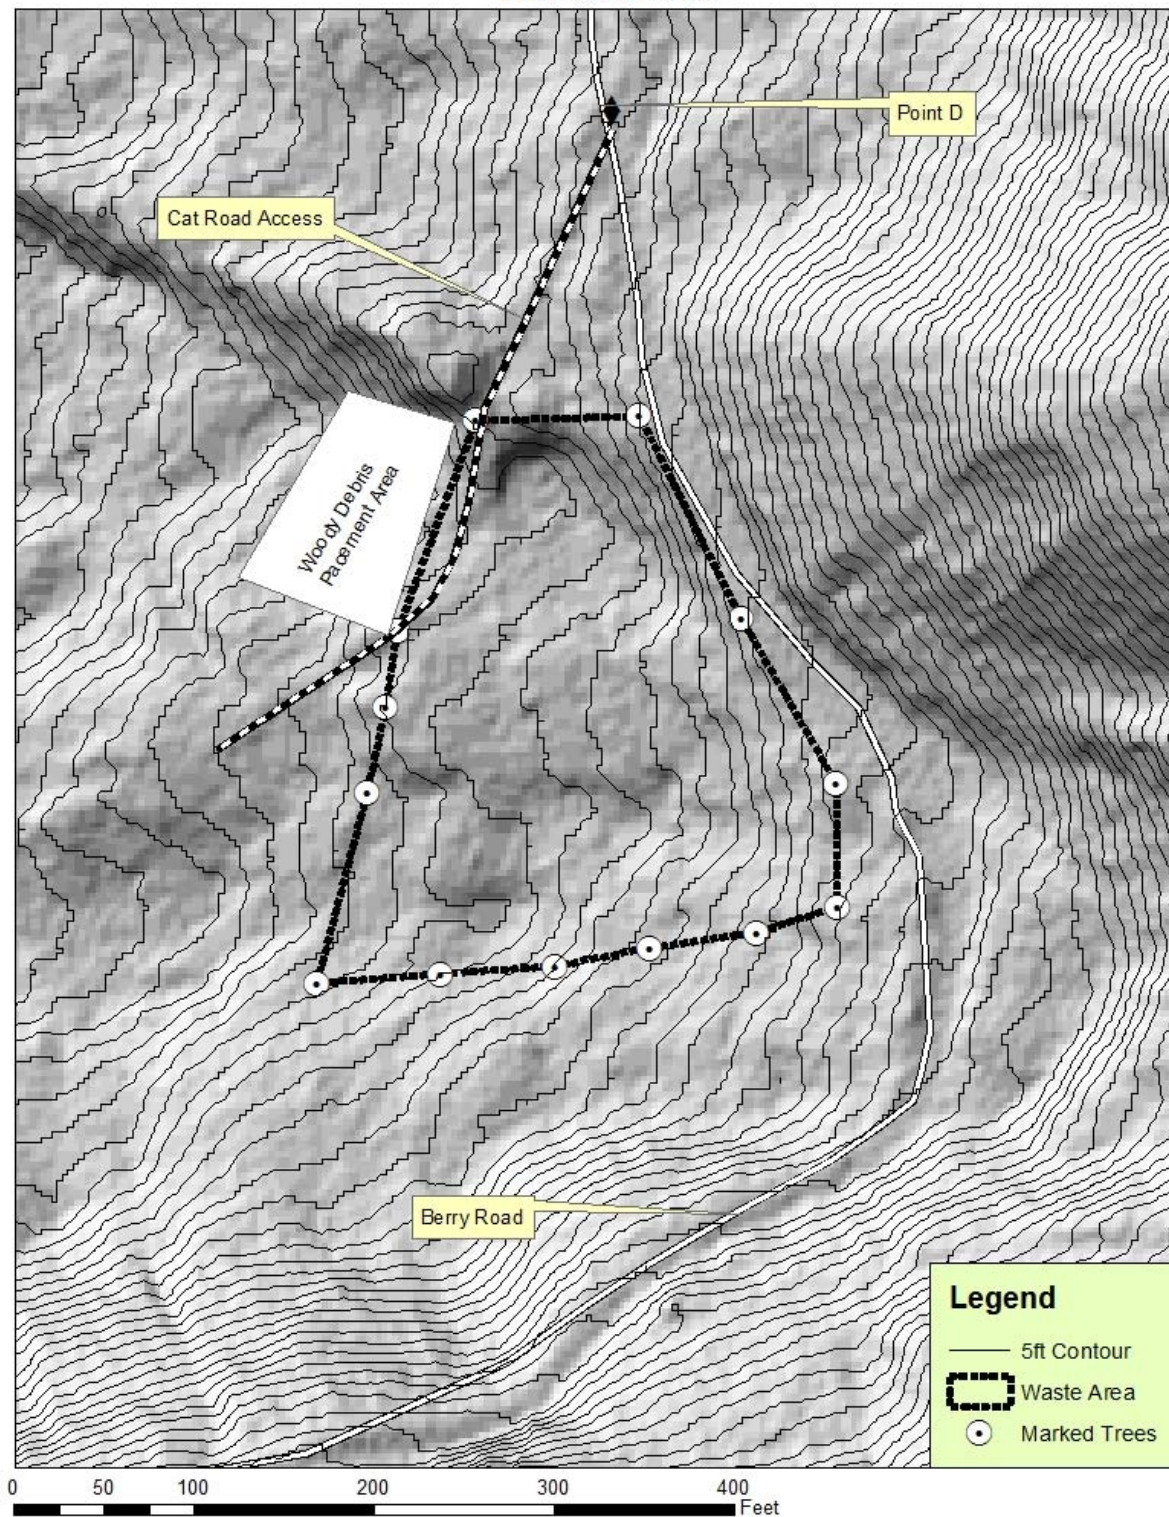 Point D
Cat Road Access
Woody Debris
Pacement Area
Berry Road
Legend
5ft Contour
Waste Area
Marked Trees
0 50 100 200 300 400
Feet